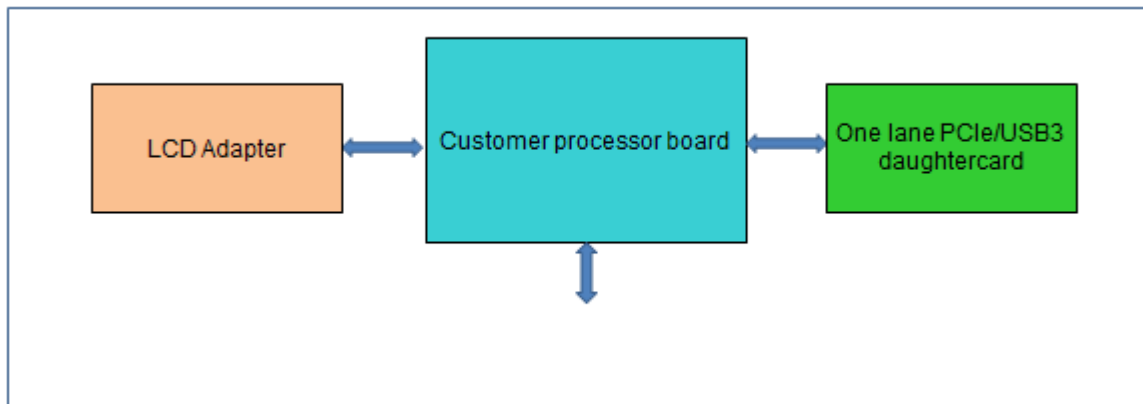 LCD Adapter
Customer processor board
One lane PCIe/USB3
daughtercard